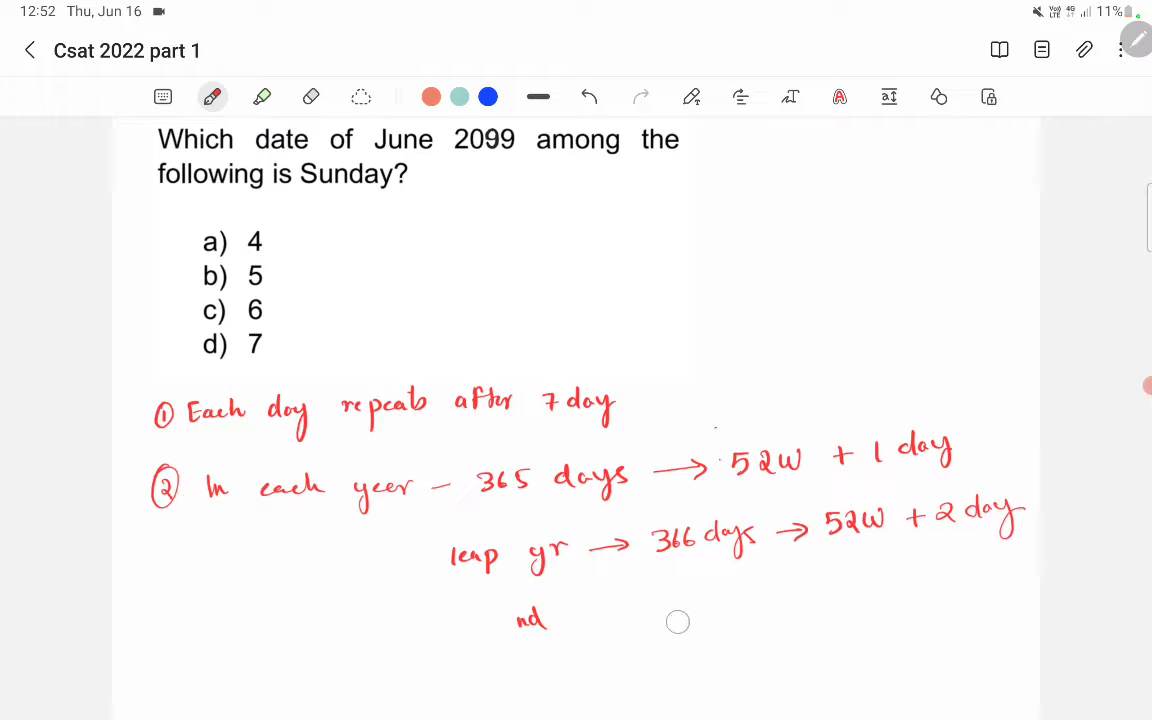 12:52 Thu, Jun 16 11%
Csat 2022 part 1
Which date of June 2099 among the
following is Sunday?
a) 4
b) 5
c) 6
d) 7
① Each day repeats after 7 day
② In each yeer - 365 days → 52W + 1 day
leap yr → 366 days → 52W + 2 day
nd